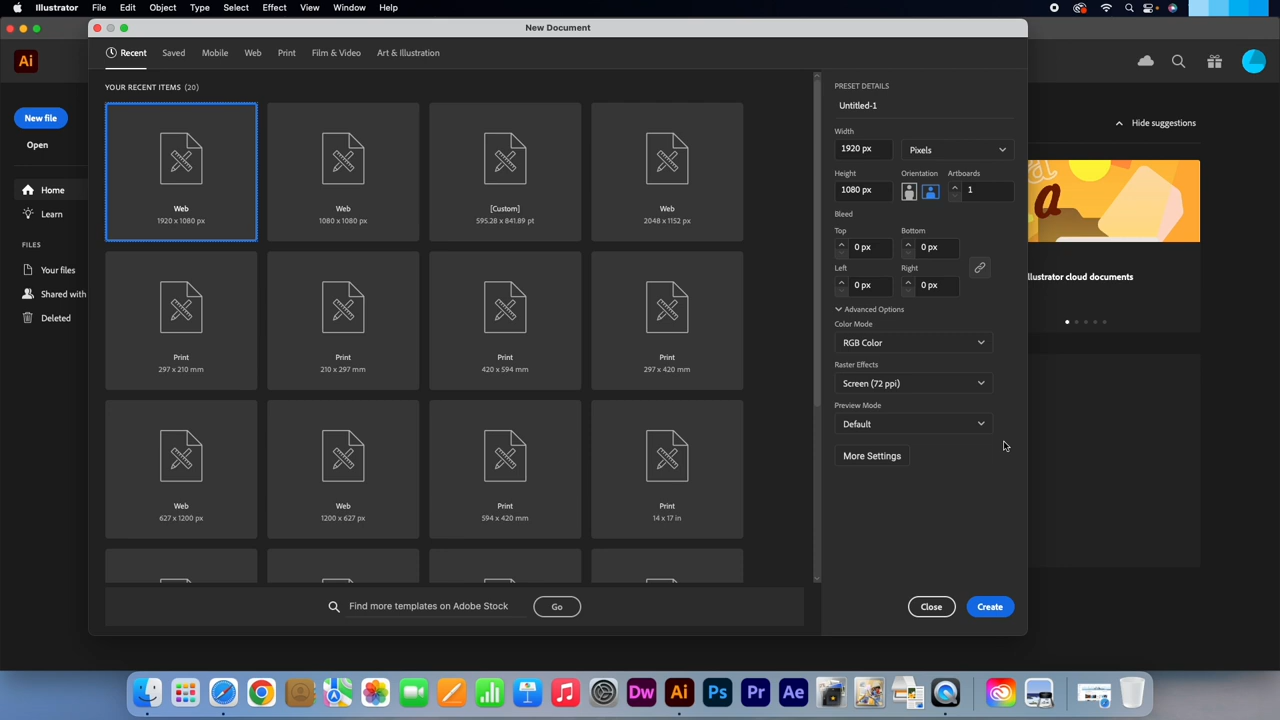 Illustrator File Edit Object Type Select Effect View Window Help
New Document
Ai
Recent Saved Mobile Web Print Film & Video Art & Illustration
New file
Open
Home
Learn
FILES
Your files
Shared with
Deleted
YOUR RECENT ITEMS (20)
Web
1920 x 1080 px
Web
1080 x 1080 px
[Custom]
595.28 x 841.89 pt
Web
2048 x 1152 px
Print
297 x 210 mm
Print
210 x 297 mm
Print
420 x 594 mm
Print
297 x 420 mm
Web
627 x 1200 px
Web
1200 x 627 px
Print
594 x 420 mm
Print
14 x 17 in
Find more templates on Adobe Stock Go
PRESET DETAILS
Untitled-1
Width
1920 px Pixels
Height Orientation Artboards
1080 px 1
Bleed
Top Bottom
0 px 0 px
Left Right
0 px 0 px
Advanced Options
Color Mode
RGB Color
Raster Effects
Screen (72 ppi)
Preview Mode
Default
More Settings
Close Create
Hide suggestions
a
llustrator cloud documents
Dw Ai Ps Pr Ae